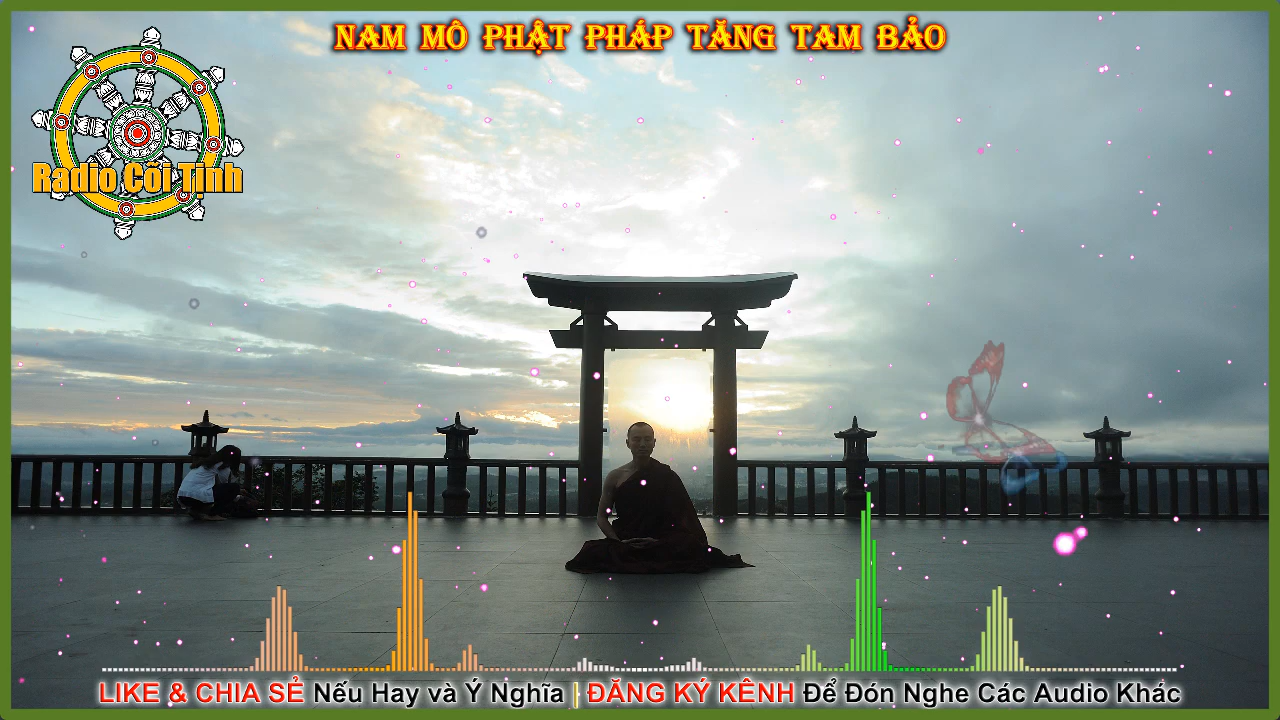 NAM MÔ PHẬT PHÁP TĂNG TAM BẢO
Radio Cõi Tịnh
LIKE & CHIA SẺ Nếu Hay và Ý Nghĩa | ĐĂNG KÝ KÊNH Để Đón Nghe Các Audio Khác